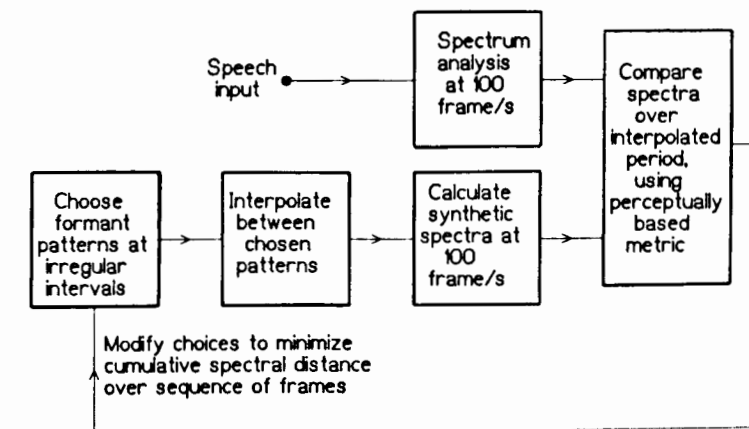 Speech
input
Spectrum
analysis
at 100
frame/s
Compare
spectra
over
interpolated
period,
using
perceptually
based
metric
Choose
formant
patterns at
irregular
intervals
Interpolate
between
chosen
patterns
Calculate
synthetic
spectra at
100
frame/s
Modify choices to minimize
cumulative spectral distance
over sequence of frames